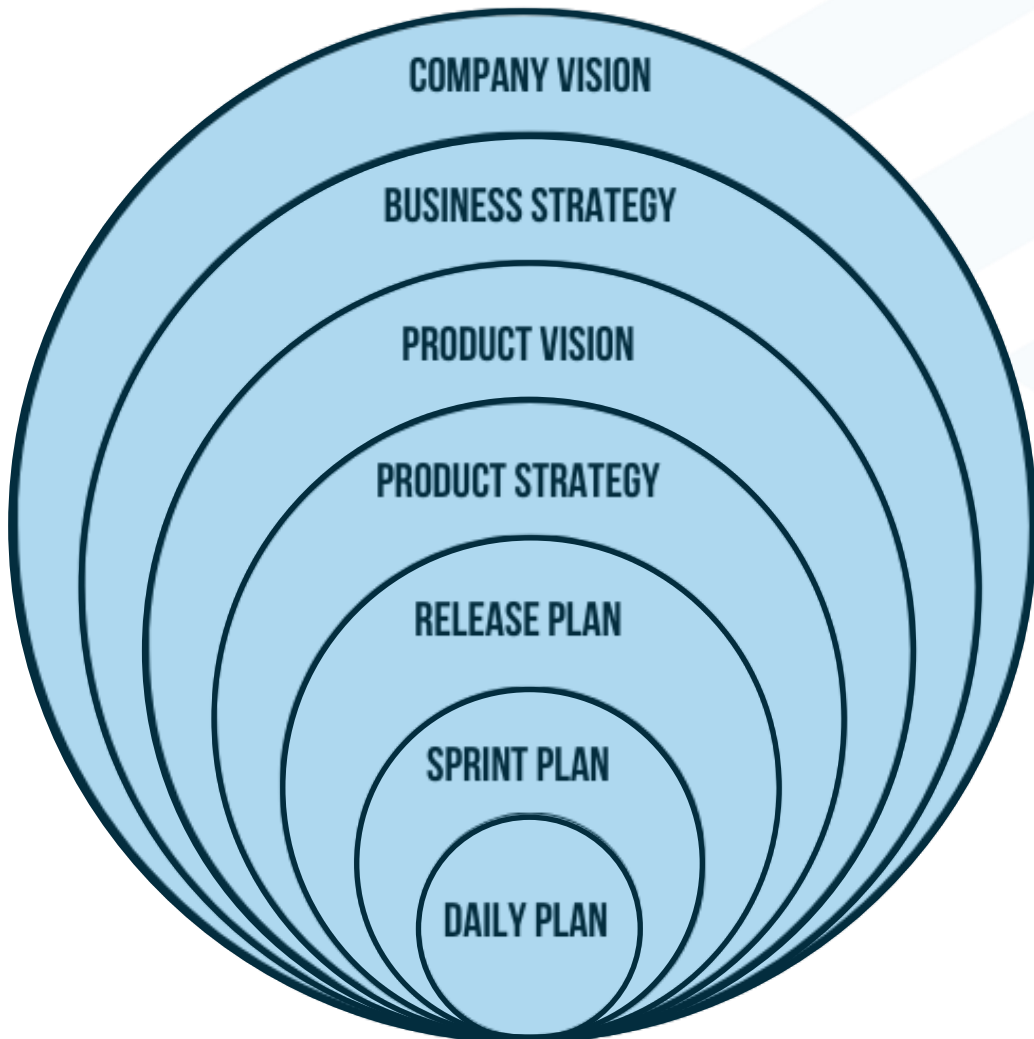 COMPANY VISION
BUSINESS STRATEGY
PRODUCT VISION
PRODUCT STRATEGY
RELEASE PLAN
SPRINT PLAN
DAILY PLAN